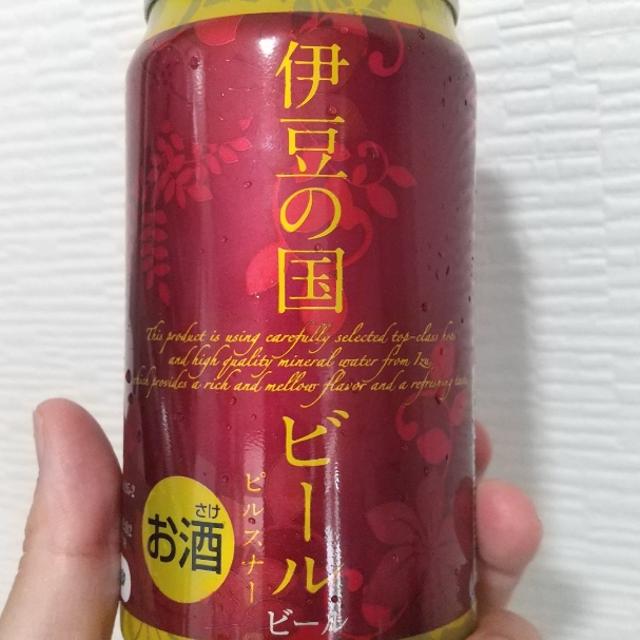 伊豆の国
This product is using carefully selected top-class
and high quality mineral water from Izu,
which provides a rich and mellow flavor and a refreshing
ビール
ピルスナー
さけ
お酒
ビール